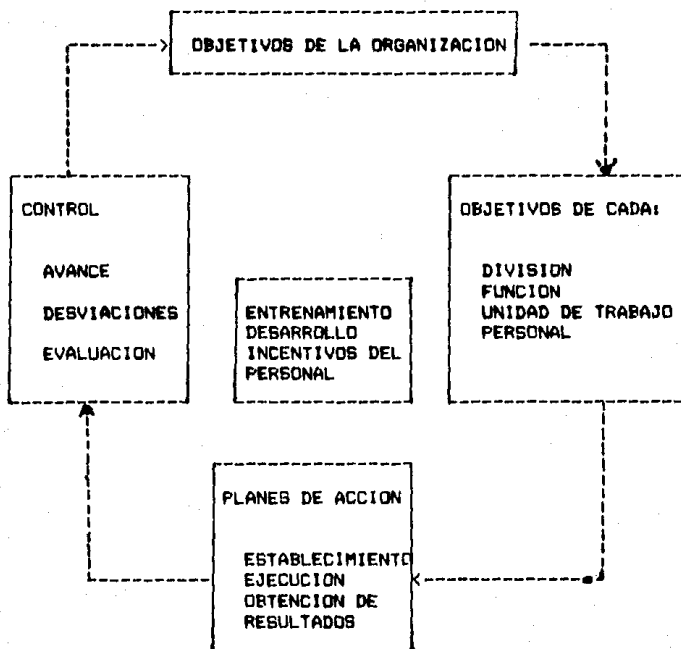 OBJETIVOS DE LA ORGANIZACION
CONTROL
AVANCE
DESVIACIONES
EVALUACION
OBJETIVOS DE CADA:
DIVISION
FUNCION
UNIDAD DE TRABAJO
PERSONAL
ENTRENAMIENTO
DESARROLLO
INCENTIVOS DEL
PERSONAL
PLANES DE ACCION
ESTABLECIMIENTO
EJECUCION
OBTENCION DE
RESULTADOS